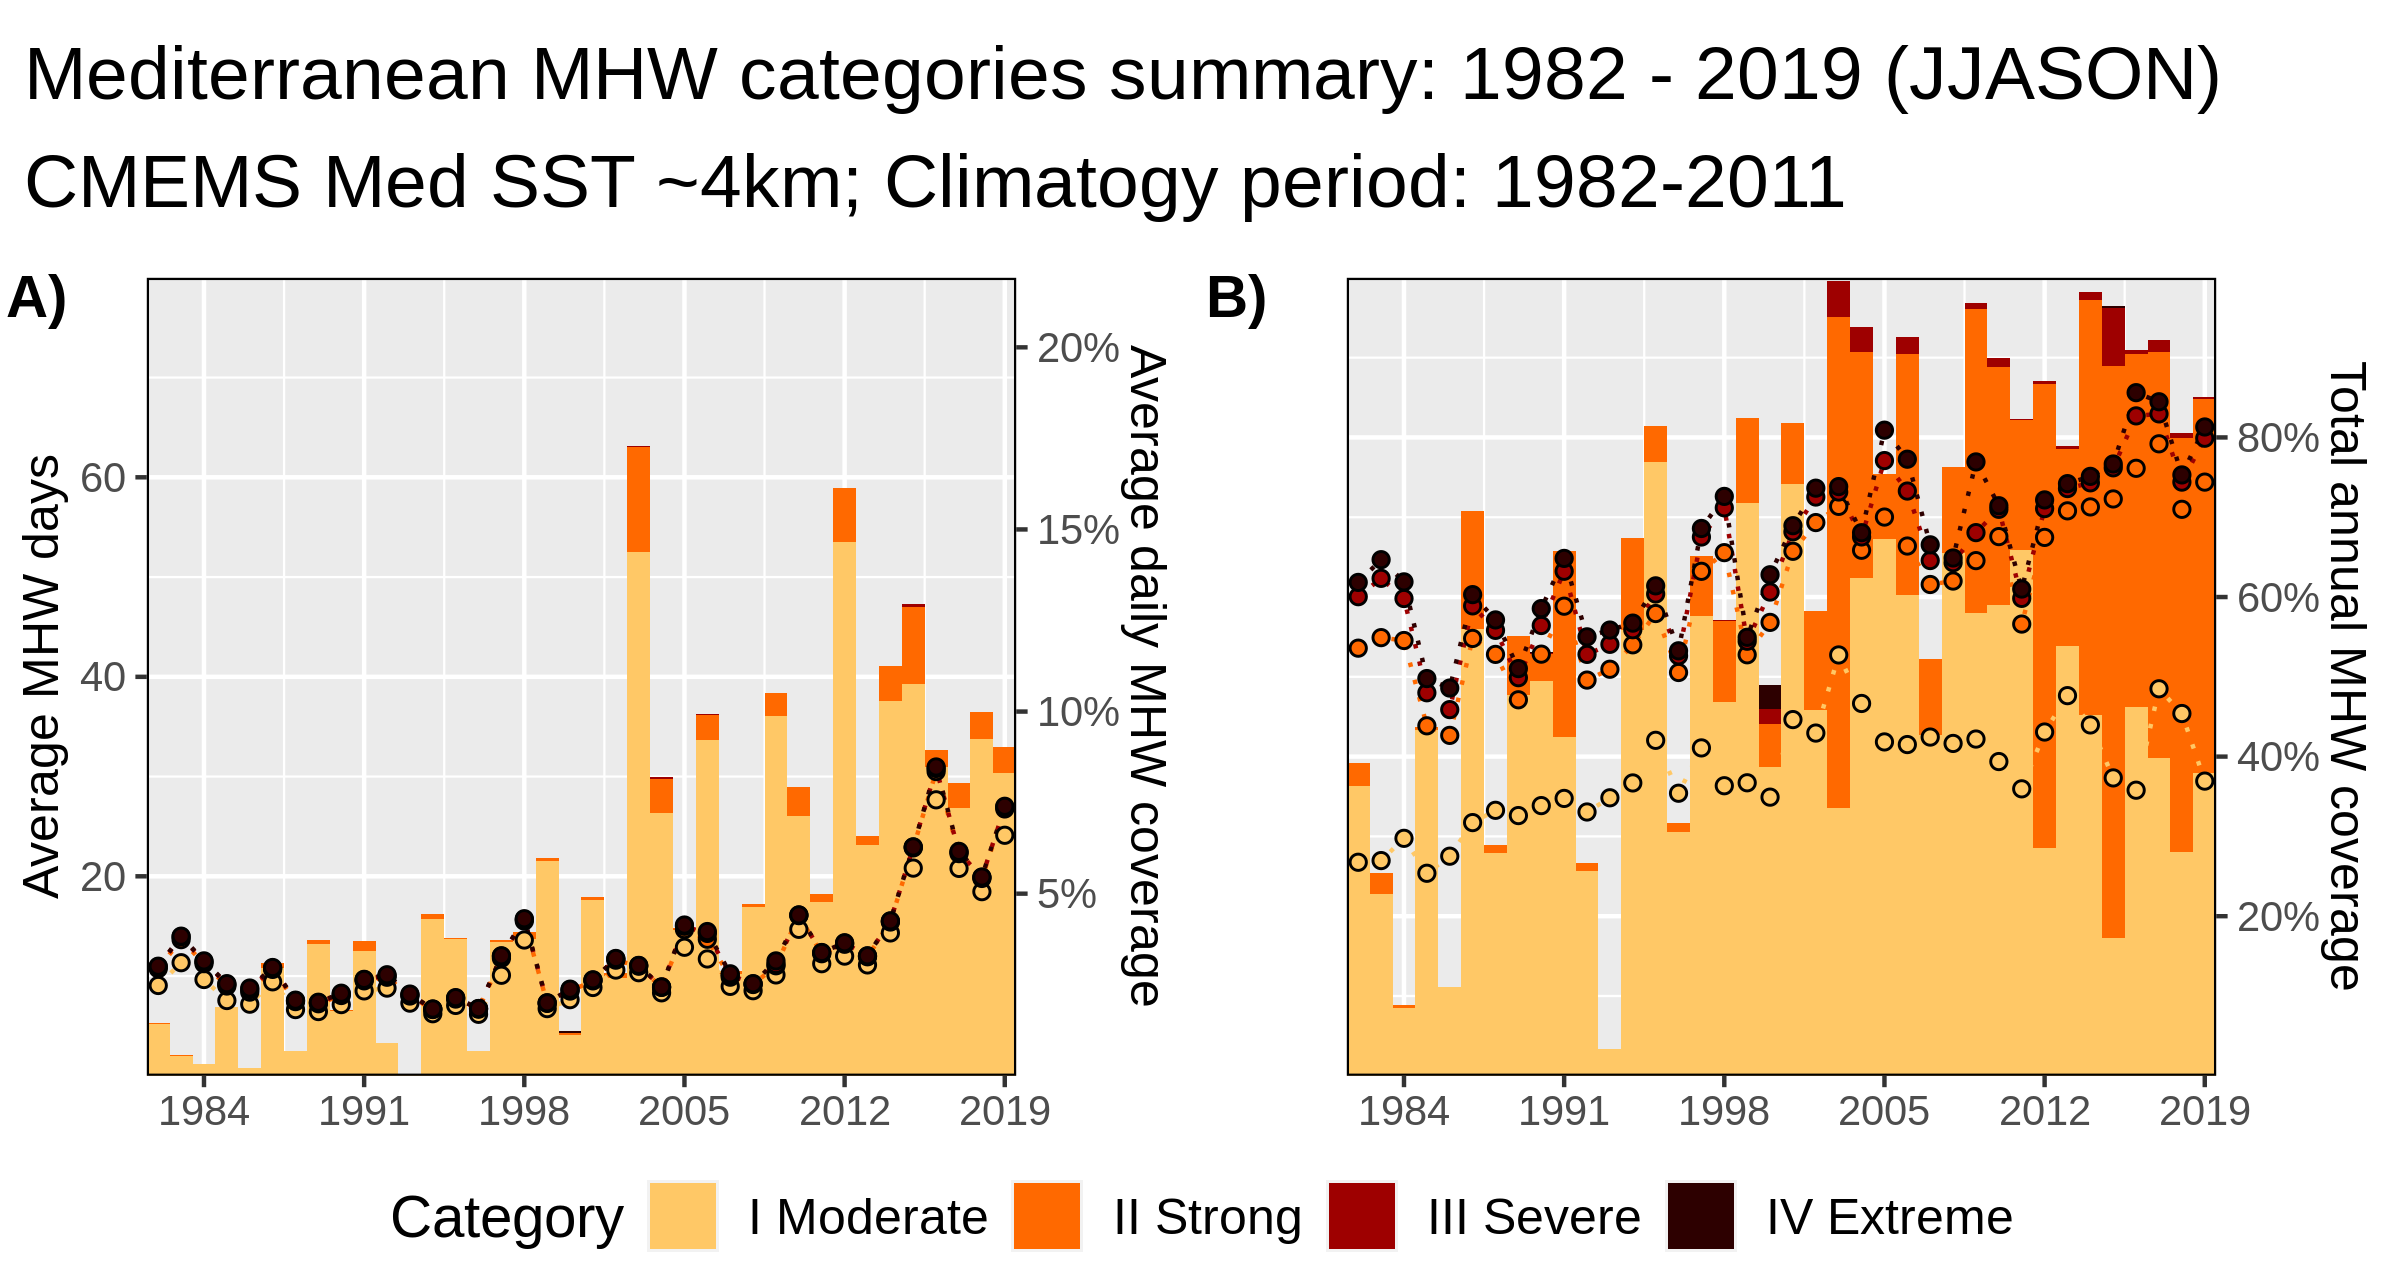 Mediterranean MHW categories summary: 1982 - 2019 (JJASON)
CMEMS Med SST ~4km; Climatogy period: 1982-2011
A)
Average MHW days
60
40
20
20%
15%
10%
5%
Average daily MHW coverage
1984 1991 1998 2005 2012 2019
B)
80%
60%
40%
20%
Total annual MHW coverage
1984 1991 1998 2005 2012 2019
Category I Moderate II Strong III Severe IV Extreme